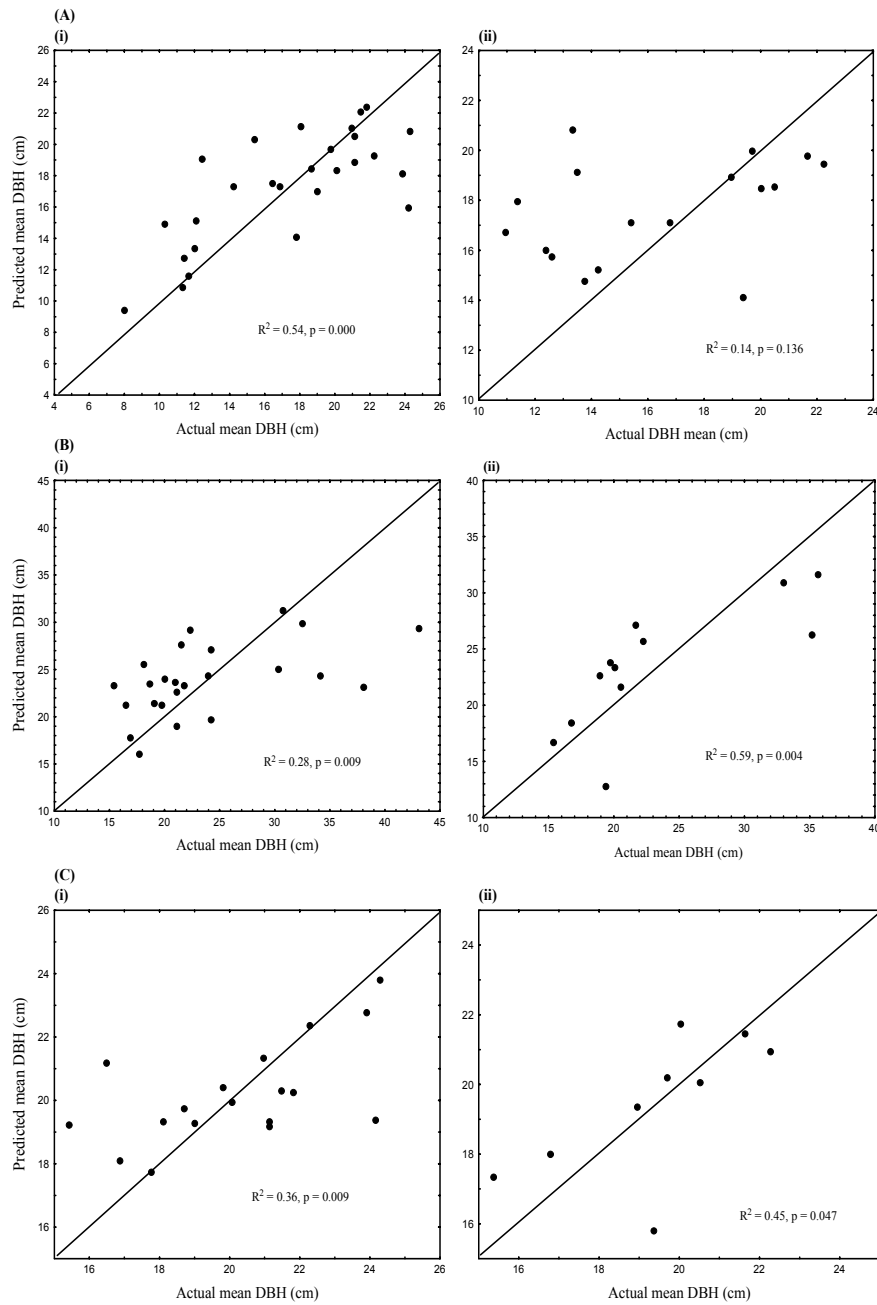 (A)
(i)
26
24
22
20
18
16
14
12
10
8
6
4
Predicted mean DBH (cm)
R² = 0.54, p = 0.000
4 6 8 10 12 14 16 18 20 22 24 26
Actual mean DBH (cm)
(ii)
24
22
20
18
16
14
12
10
R² = 0.14, p = 0.136
10 12 14 16 18 20 22 24
Actual DBH mean (cm)
(B)
(i)
45
40
35
30
25
20
15
10
Predicted mean DBH (cm)
R² = 0.28, p = 0.009
10 15 20 25 30 35 40 45
Actual mean DBH (cm)
(ii)
40
35
30
25
20
15
10
R² = 0.59, p = 0.004
10 15 20 25 30 35 40
Actual mean DBH (cm)
(C)
(i)
26
24
22
20
18
16
Predicted mean DBH (cm)
R² = 0.36, p = 0.009
16 18 20 22 24 26
Actual mean DBH (cm)
(ii)
24
22
20
18
16
R² = 0.45, p = 0.047
16 18 20 22 24
Actual mean DBH (cm)